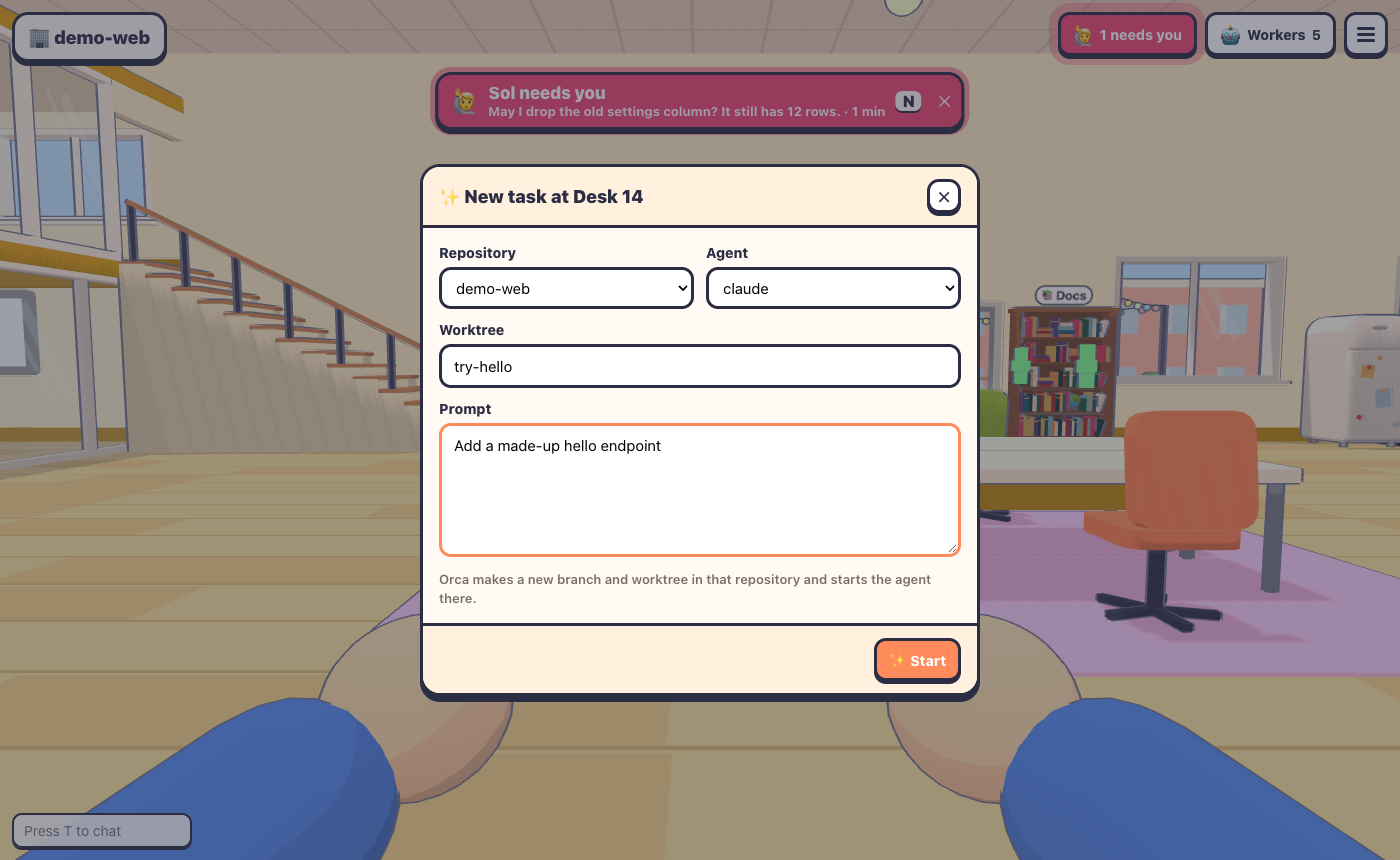 🏢 demo-web
🙋 1 needs you
🤖 Workers 5
Sol needs you
May I drop the old settings column? It still has 12 rows. · 1 min
N
✨ New task at Desk 14
Repository
Agent
demo-web
claude
Worktree
try-hello
Prompt
Add a made-up hello endpoint
Orca makes a new branch and worktree in that repository and starts the agent
there.
✨ Start
📚 Docs
Press T to chat